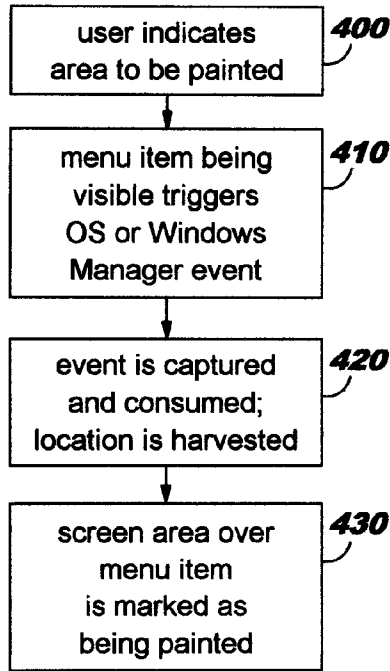 user indicates
area to be painted
400
menu item being
visible triggers
OS or Windows
Manager event
410
event is captured
and consumed;
location is harvested
420
screen area over
menu item
is marked as
being painted
430